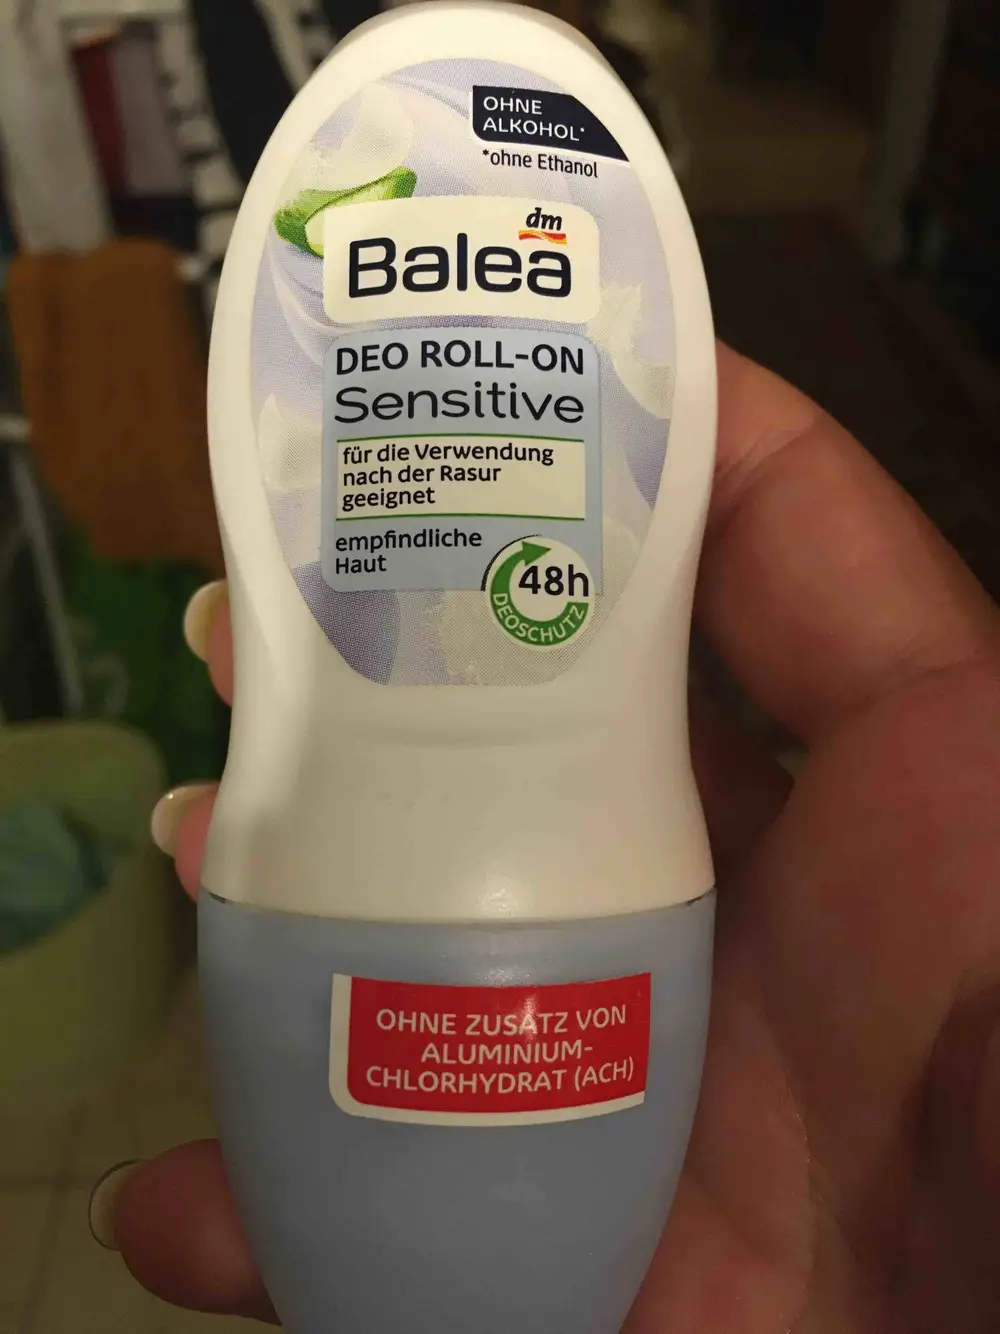 OHNE
ALKOHOL*
*ohne Ethanol
dm
Balea
DEO ROLL-ON
Sensitive
für die Verwendung
nach der Rasur
geeignet
empfindliche
Haut
48h
DEOSCHUTZ
OHNE ZUSATZ VON
ALUMINIUM-
CHLORHYDRAT (ACH)